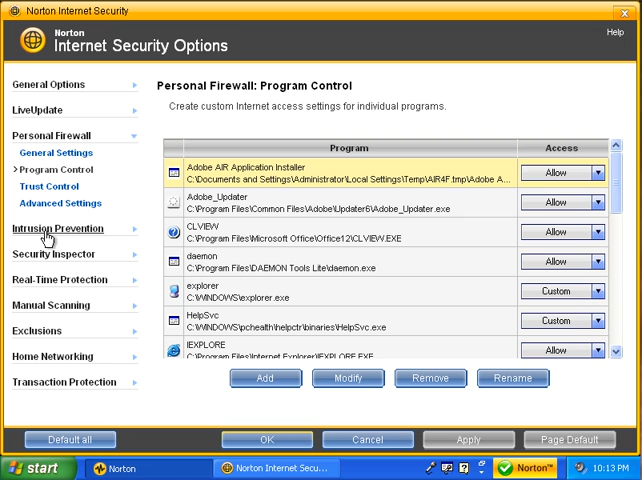 Norton Internet Security
Norton
Internet Security Options
Help
General Options
LiveUpdate
Personal Firewall
General Settings
Program Control
Trust Control
Advanced Settings
Intrusion Prevention
Security Inspector
Real-Time Protection
Manual Scanning
Exclusions
Home Networking
Transaction Protection
Personal Firewall: Program Control
Create custom Internet access settings for individual programs.
Program Access
Adobe AIR Application Installer
C:\Documents and Settings\Administrator\Local Settings\Temp\AIR4F.tmp\Adobe A... Allow
Adobe_Updater
C:\Program Files\Common Files\Adobe\Updater6\Adobe_Updater.exe Allow
CLVIEW
C:\Program Files\Microsoft Office\Office12\CLVIEW.EXE Allow
daemon
C:\Program Files\DAEMON Tools Lite\daemon.exe Allow
explorer
C:\WINDOWS\explorer.exe Custom
HelpSvc
C:\WINDOWS\pchealth\helpctr\binaries\HelpSvc.exe Custom
IEXPLORE
C:\Program Files\Internet Explorer\IEXPLORE.EXE Allow
Add Modify Remove Rename
Default all OK Cancel Apply Page Default
start Norton Norton Internet Secu... Norton™ 10:13 PM